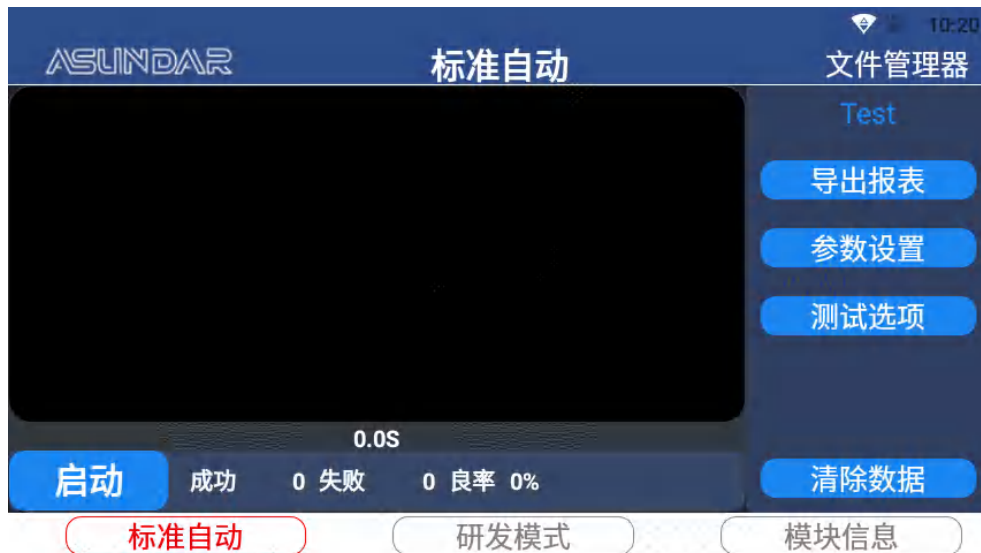 10:20
ASUNDAR
标准自动
文件管理器
Test
导出报表
参数设置
测试选项
0.0S
启动 成功 0 失败 0 良率 0%
清除数据
标准自动 研发模式 模块信息